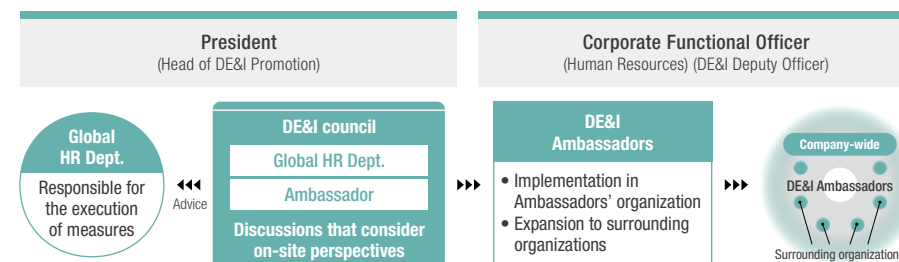 President
(Head of DE&I Promotion)
Corporate Functional Officer
(Human Resources) (DE&I Deputy Officer)
Global
HR Dept.
Responsible for
the execution
of measures
Advice
DE&I council
Global HR Dept.
Ambassador
Discussions that consider
on-site perspectives
DE&I
Ambassadors
• Implementation in
Ambassadors' organization
• Expansion to surrounding
organizations
Company-wide
DE&I Ambassadors
Surrounding organization